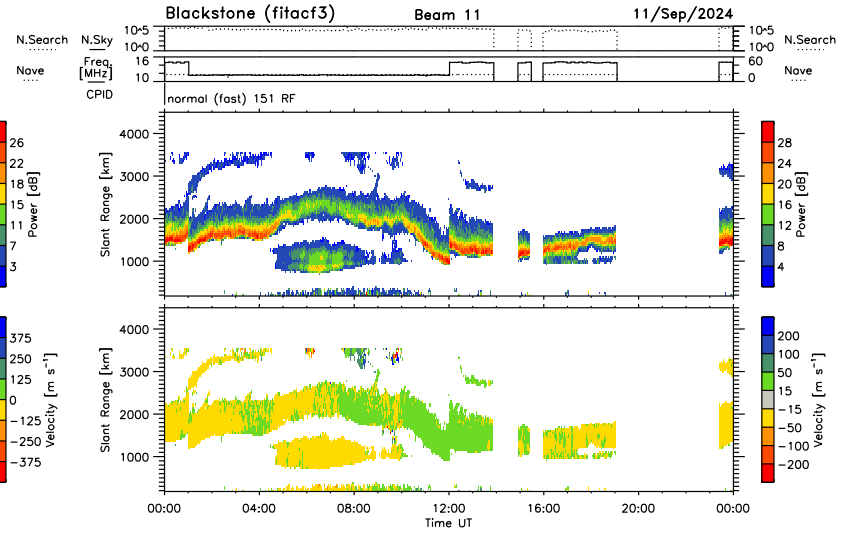 Blackstone (fitacf3) Beam 11 11/Sep/2024
N.Search N.Sky 10^5 10^5 N.Search
10^0 10^0
Nave Freq. [MHz] 16 60 Nave
10 0
CPID normal (fast) 151 RF
Slant Range [km] 4000 3000 2000 1000
Power [dB] 26 22 18 15 11 7 3
Power [dB] 28 24 20 16 12 8 4
Slant Range [km] 4000 3000 2000 1000
Velocity [m s⁻¹] 375 250 125 0 −125 −250 −375
Velocity [m s⁻¹] 200 100 50 15 −15 −50 −100 −200
00:00 04:00 08:00 12:00 16:00 20:00 00:00
Time UT